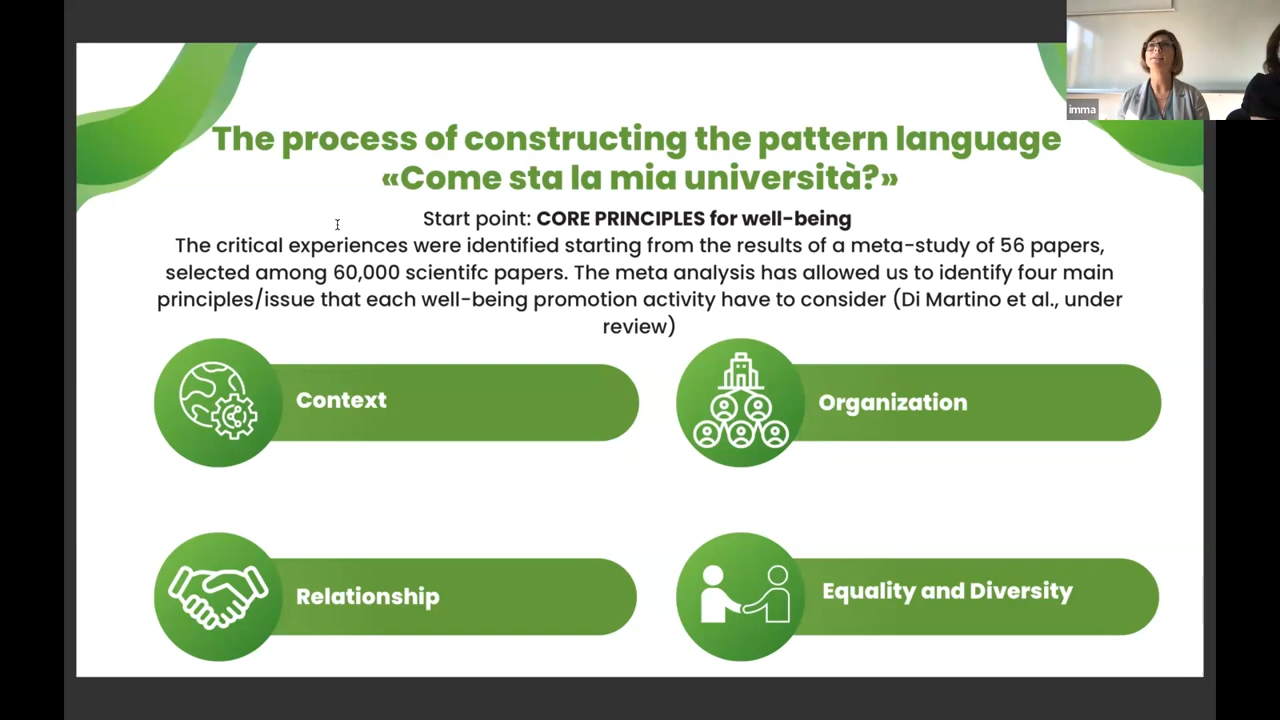 imma
The process of constructing the pattern language
«Come sta la mia università?»
Start point: CORE PRINCIPLES for well-being
The critical experiences were identified starting from the results of a meta-study of 56 papers,
selected among 60,000 scientifc papers. The meta analysis has allowed us to identify four main
principles/issue that each well-being promotion activity have to consider (Di Martino et al., under
review)
Context
Organization
Relationship
Equality and Diversity